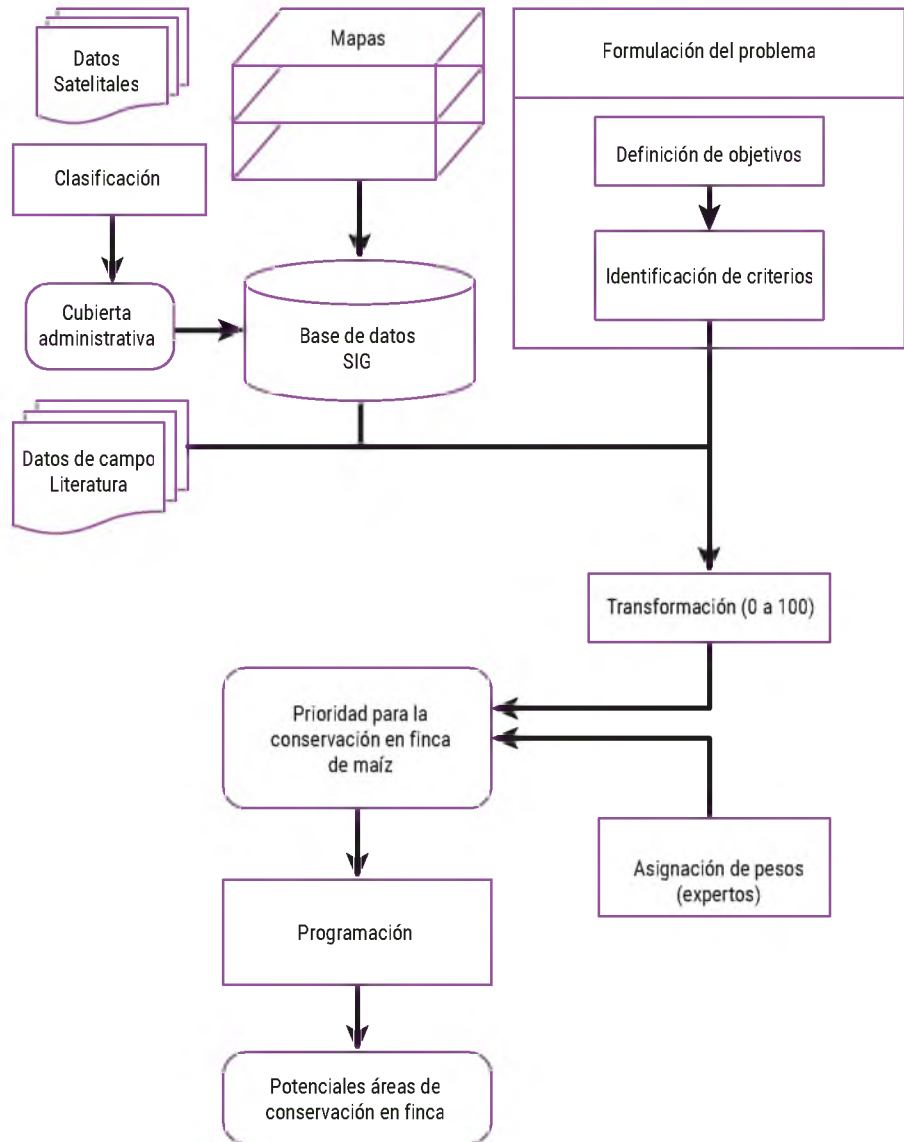 Datos
Satelitales
Mapas
Formulación del problema
Definición de objetivos
Clasificación
Identificación de criterios
Cubierta
administrativa
Base de datos
SIG
Datos de campo
Literatura
Transformación (0 a 100)
Prioridad para la
conservación en finca
de maíz
Asignación de pesos
(expertos)
Programación
Potenciales áreas de
conservación en finca